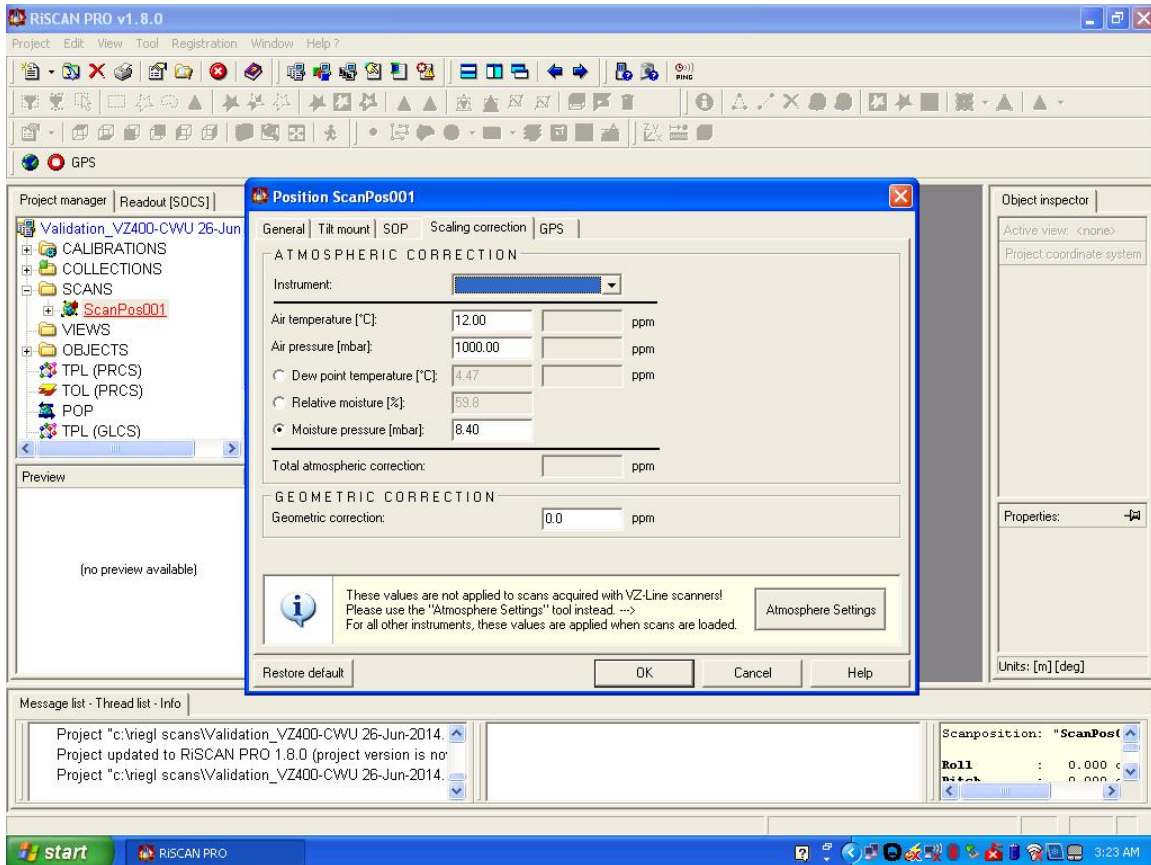 RiSCAN PRO v1.8.0
Project Edit View Tool Registration Window Help ?
PING
GPS
Project manager Readout [SOCS]
Validation_VZ400-CWU 26-Jun
CALIBRATIONS
COLLECTIONS
SCANS
ScanPos001
VIEWS
OBJECTS
TPL (PRCS)
TOL (PRCS)
POP
TPL (GLCS)
Preview
(no preview available)
Position ScanPos001
General Tilt mount SOP Scaling correction GPS
ATMOSPHERIC CORRECTION
Instrument:
Air temperature [°C]: 12.00 ppm
Air pressure [mbar]: 1000.00 ppm
Dew point temperature [°C]: 4.47 ppm
Relative moisture [%]: 59.8
Moisture pressure [mbar]: 8.40
Total atmospheric correction: ppm
GEOMETRIC CORRECTION
Geometric correction: 0.0 ppm
These values are not applied to scans acquired with VZ-Line scanners!
Please use the "Atmosphere Settings" tool instead. --->
For all other instruments, these values are applied when scans are loaded.
Atmosphere Settings
Restore default OK Cancel Help
Object inspector
Active view: <none>
Project coordinate system
Properties:
Units: [m] [deg]
Message list - Thread list - Info
Project "c:\riegl scans\Validation_VZ400-CWU 26-Jun-2014.
Project updated to RiSCAN PRO 1.8.0 (project version is no
Project "c:\riegl scans\Validation_VZ400-CWU 26-Jun-2014.
Scanposition: "ScanPos(
Roll : 0.000
Pitch : 0.000
start RiSCAN PRO 3:23 AM